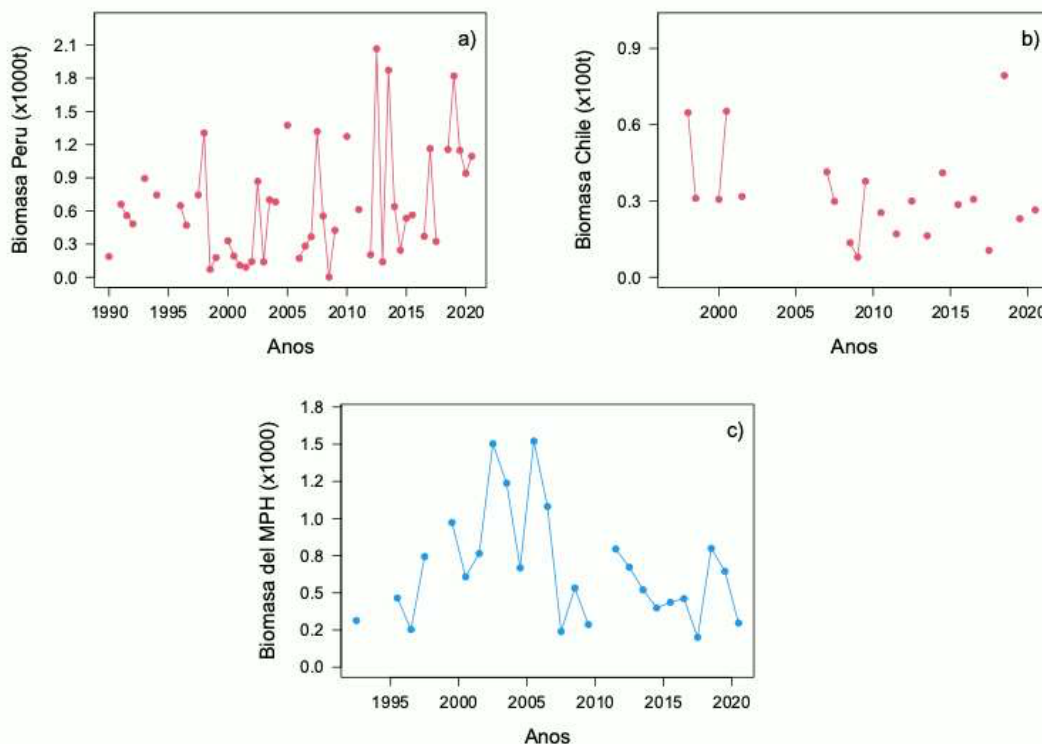 a)
Biomasa Peru (x1000t)
2.1
1.8
1.5
1.2
0.9
0.6
0.3
0.0
1990 1995 2000 2005 2010 2015 2020
Anos
b)
Biomasa Chile (x100t)
0.9
0.6
0.3
0.0
2000 2005 2010 2015 2020
Anos
c)
Biomasa del MPH (x1000)
1.8
1.5
1.0
0.8
0.5
0.2
0.0
1995 2000 2005 2010 2015 2020
Anos